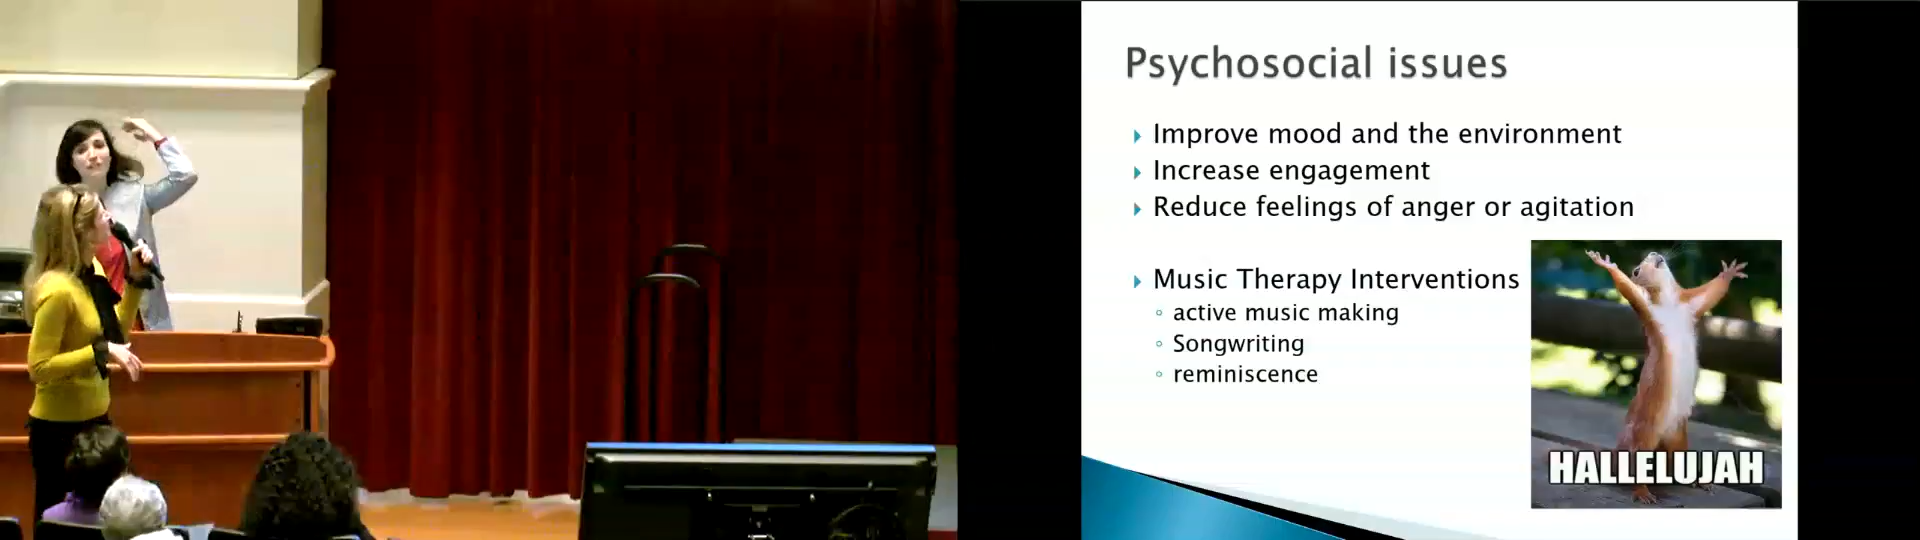 Psychosocial issues
Improve mood and the environment
Increase engagement
Reduce feelings of anger or agitation
Music Therapy Interventions
active music making
Songwriting
reminiscence
HALLELUJAH